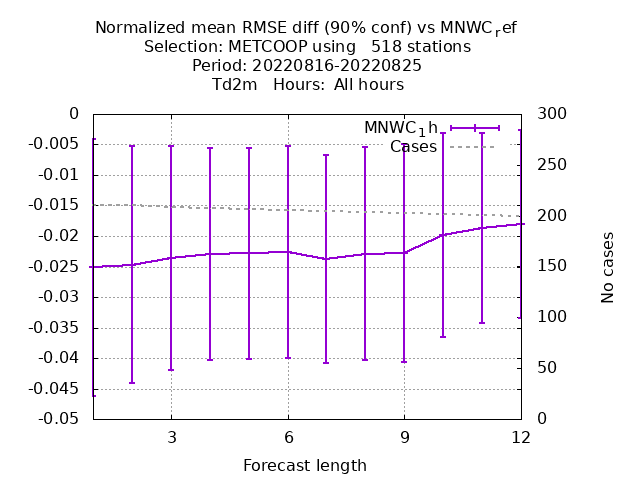 Normalized mean RMSE diff (90% conf) vs MNWC_ref
Selection: METCOOP using   518 stations
Period: 20220816-20220825
Td2m   Hours:  All hours
0
-0.005
-0.01
-0.015
-0.02
-0.025
-0.03
-0.035
-0.04
-0.045
-0.05
MNWC_1h
Cases
300
250
200
150
100
50
0
No cases
3
6
9
12
Forecast length